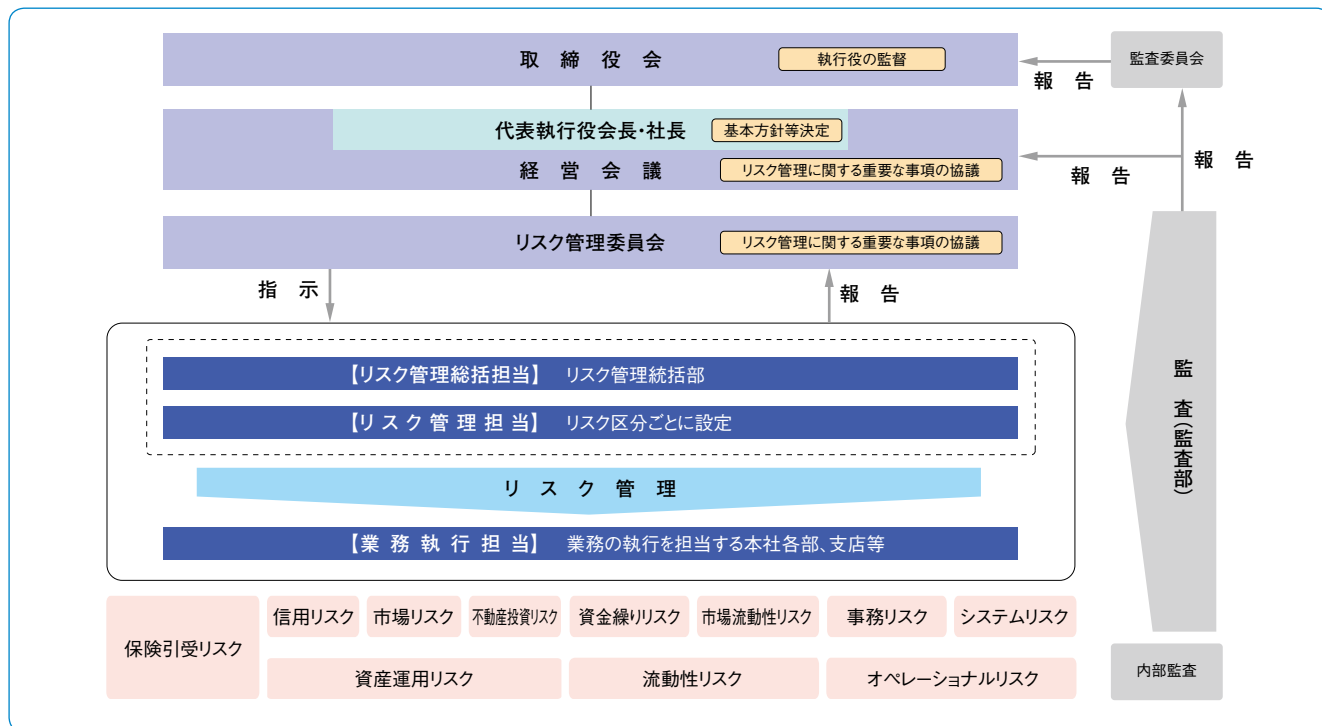 取締役会
執行役の監督
監査委員会
報告
代表執行役会長・社長
基本方針等決定
経営会議
リスク管理に関する重要な事項の協議
報告
報告
リスク管理委員会
リスク管理に関する重要な事項の協議
指示
報告
【リスク管理総括担当】 リスク管理統括部
【リスク管理担当】 リスク区分ごとに設定
リスク管理
【業務執行担当】 業務の執行を担当する本社各部、支店等
監査(監査部)
保険引受リスク
信用リスク
市場リスク
不動産投資リスク
資金繰りリスク
市場流動性リスク
事務リスク
システムリスク
資産運用リスク
流動性リスク
オペレーショナルリスク
内部監査